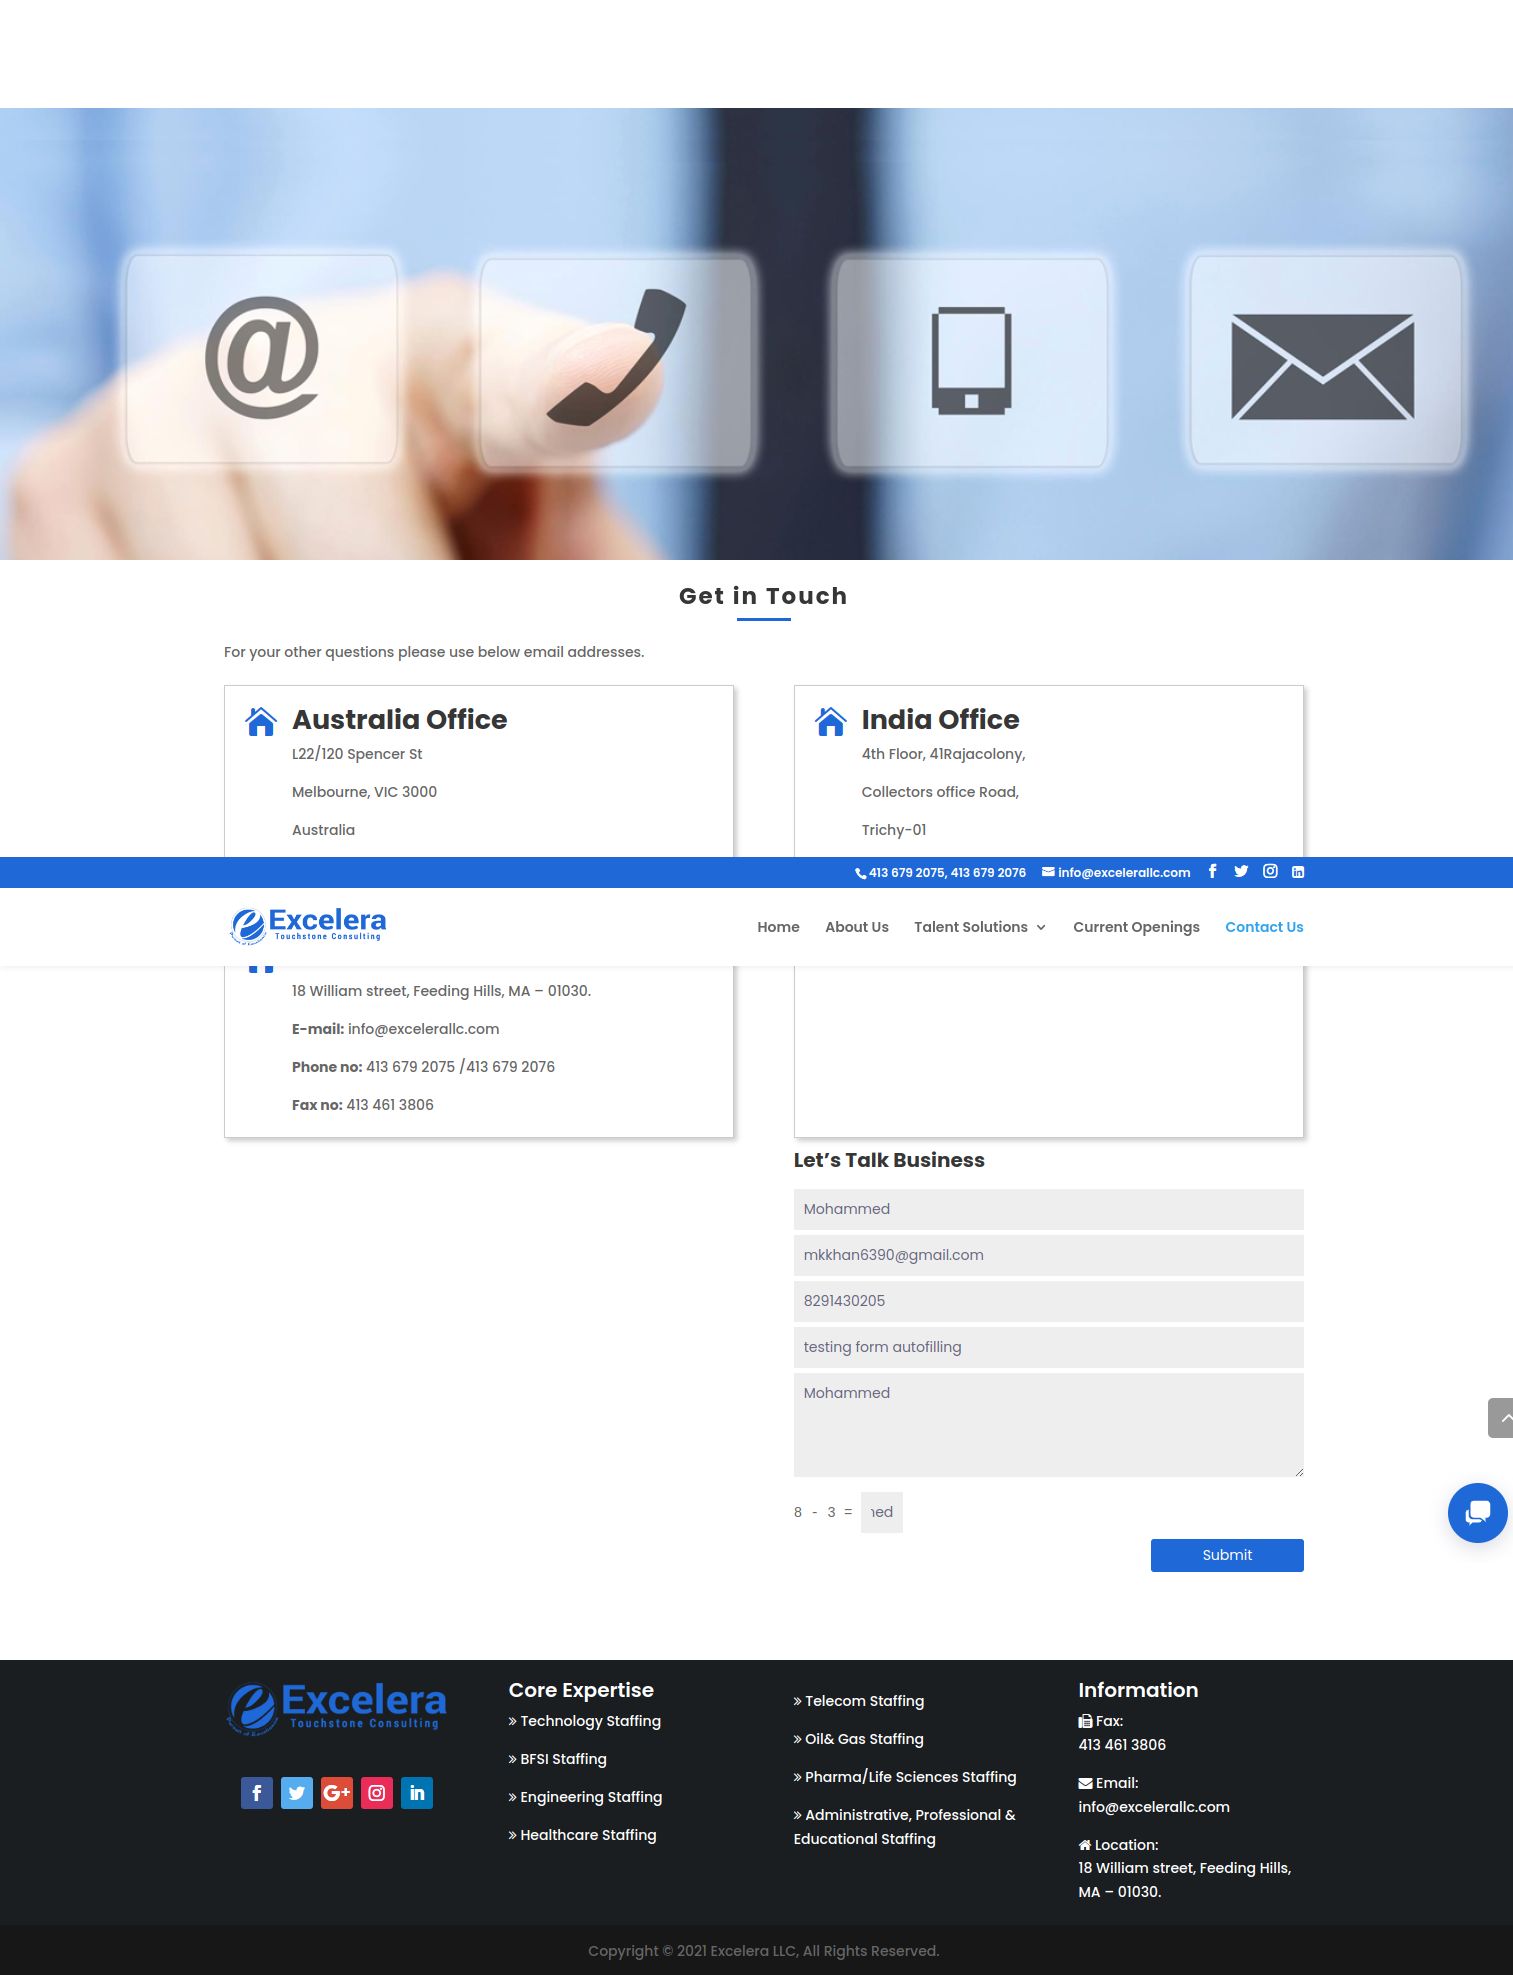 Get in Touch
For your other questions please use below email addresses.
Australia Office
L22/120 Spencer St
Melbourne, VIC 3000
Australia
India Office
4th Floor, 41Rajacolony,
Collectors office Road,
Trichy-01
413 679 2075, 413 679 2076 info@excelerallc.com
Excelera
Touchstone Consulting
Home About Us Talent Solutions Current Openings Contact Us
18 William street, Feeding Hills, MA – 01030.
E-mail: info@excelerallc.com
Phone no: 413 679 2075 /413 679 2076
Fax no: 413 461 3806
Let’s Talk Business
Mohammed
mkkhan6390@gmail.com
8291430205
testing form autofilling
Mohammed
8 - 3 =
Submit
Excelera
Touchstone Consulting
Core Expertise
» Technology Staffing
» BFSI Staffing
» Engineering Staffing
» Healthcare Staffing
» Telecom Staffing
» Oil& Gas Staffing
» Pharma/Life Sciences Staffing
» Administrative, Professional &
Educational Staffing
Information
Fax:
413 461 3806
Email:
info@excelerallc.com
Location:
18 William street, Feeding Hills,
MA – 01030.
Copyright © 2021 Excelera LLC, All Rights Reserved.